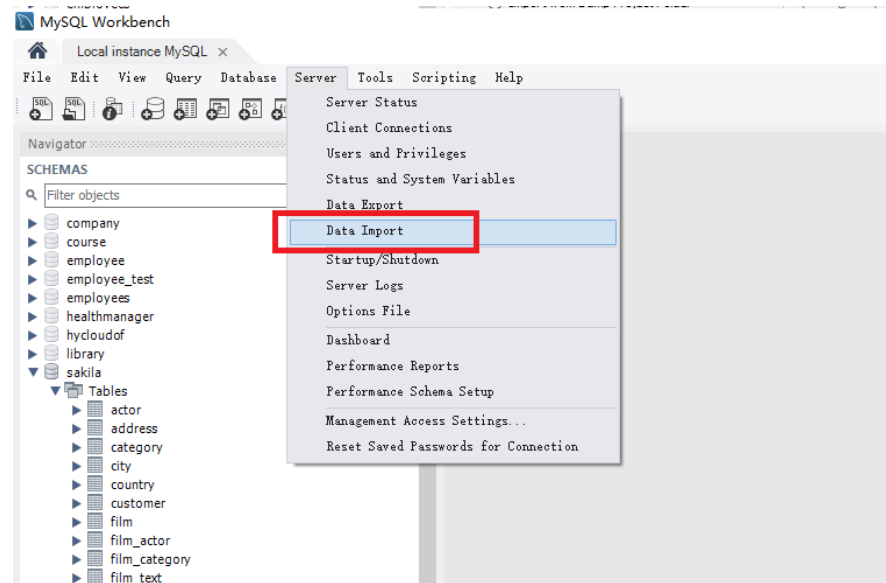 MySQL Workbench
Local instance MySQL
File Edit View Query Database Server Tools Scripting Help
SQL SQL
Server Status
Client Connections
Navigator
Users and Privileges
SCHEMAS
Status and System Variables
Filter objects
Data Export
Data Import
Startup/Shutdown
Server Logs
Options File
Dashboard
Performance Reports
Performance Schema Setup
Management Access Settings...
Reset Saved Passwords for Connection
company
course
employee
employee_test
employees
healthmanager
hycloudof
library
sakila
Tables
actor
address
category
city
country
customer
film
film_actor
film_category
film_text